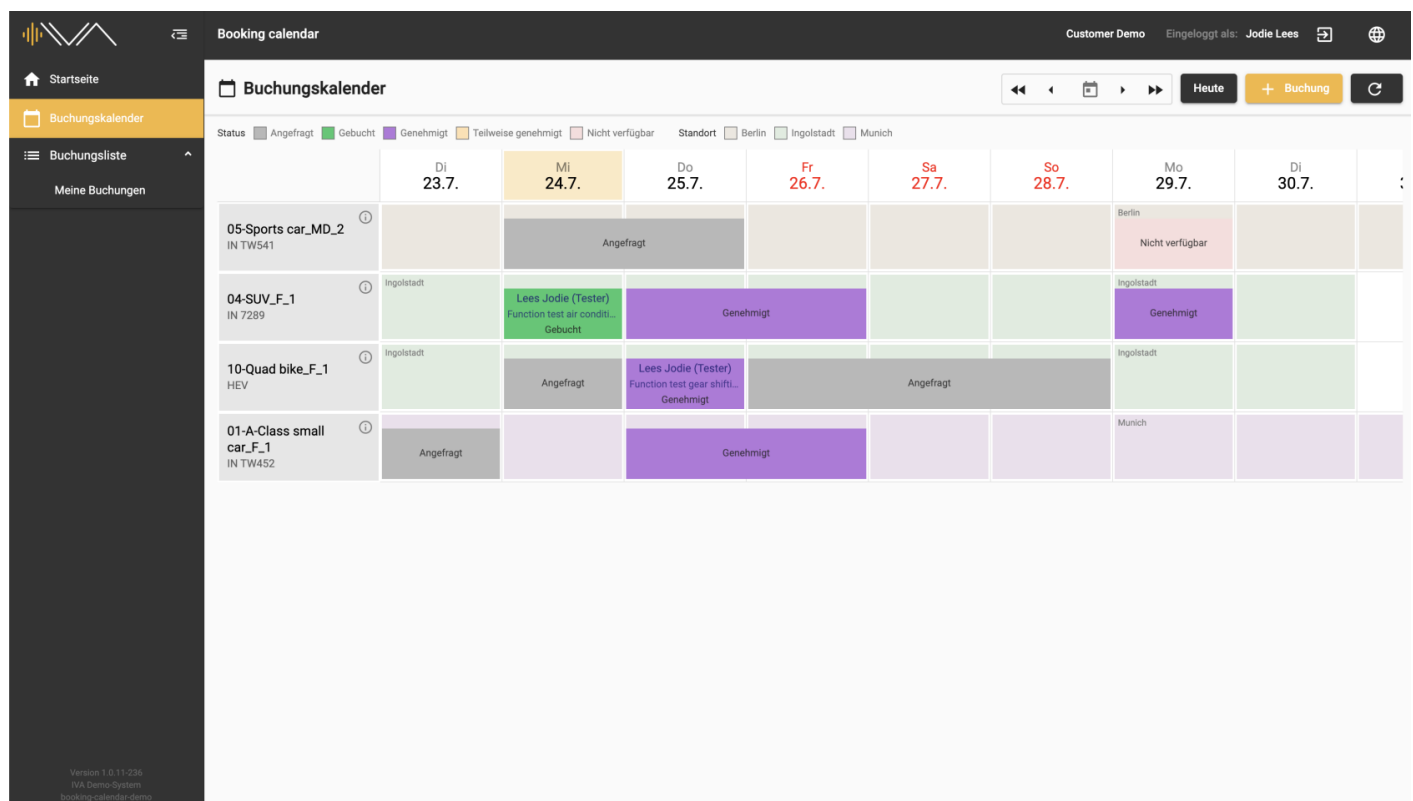 IVA
Booking calendar
Customer Demo Eingeloggt als: Jodie Lees
Startseite
Buchungskalender
Buchungsliste
Meine Buchungen
Buchungskalender
Heute
+ Buchung
Status Angefragt Gebucht Genehmigt Teilweise genehmigt Nicht verfügbar Standort Berlin Ingolstadt Munich
Di Mi Do Fr Sa So Mo Di
23.7. 24.7. 25.7. 26.7. 27.7. 28.7. 29.7. 30.7.
05-Sports car_MD_2
IN TW541
Angefragt
Berlin
Nicht verfügbar
04-SUV_F_1
IN 7289
Ingolstadt
Lees Jodie (Tester)
Function test air conditi...
Gebucht
Genehmigt
Ingolstadt
Genehmigt
10-Quad bike_F_1
HEV
Ingolstadt
Angefragt
Lees Jodie (Tester)
Function test gear shifti...
Genehmigt
Angefragt
Ingolstadt
01-A-Class small
car_F_1
IN TW452
Angefragt
Genehmigt
Munich
Version 1.0.11-236
IVA Demo-System
booking-calendar-demo